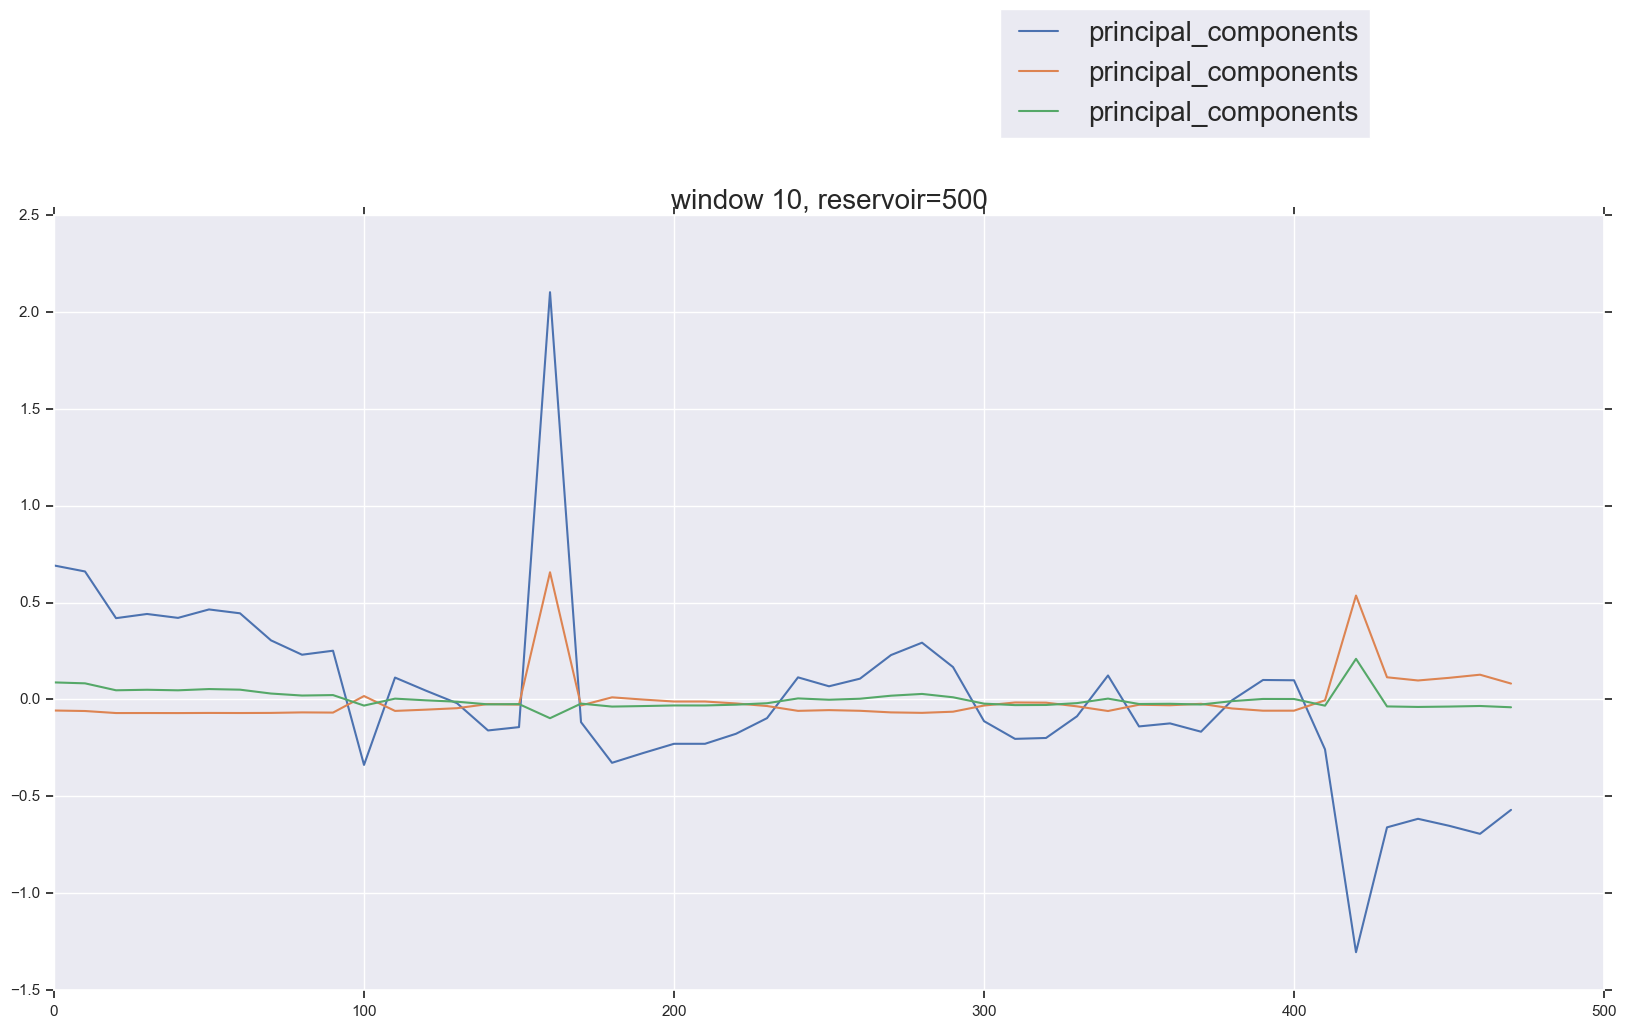 principal_components
principal_components
principal_components
window 10, reservoir=500
2.5
2.0
1.5
1.0
0.5
0.0
−0.5
−1.0
−1.5
0 100 200 300 400 500